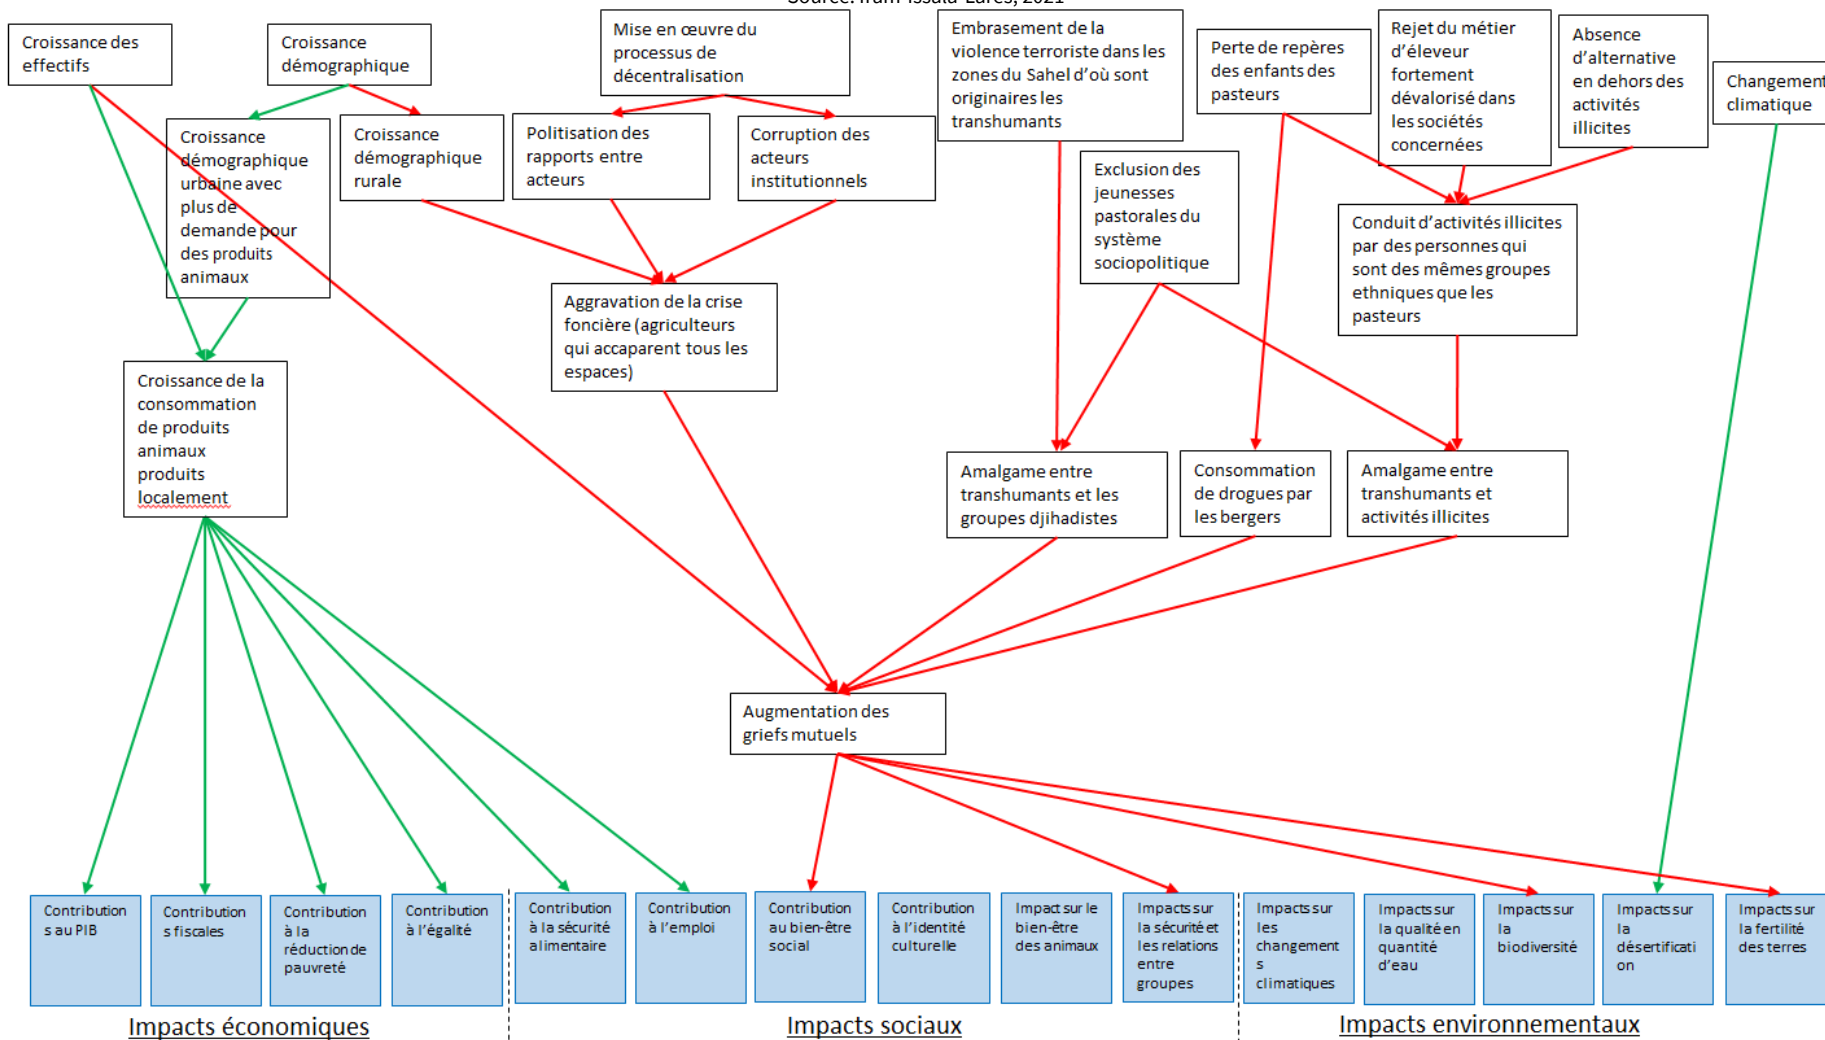 Source: Iram-Issala-Lares, 2021
Croissance des
effectifs
Croissance
démographique
Mise en œuvre du
processus de
décentralisation
Embrasement de la
violence terroriste dans les
zones du Sahel d’où sont
originaires les
transhumants
Perte de repères
des enfants des
pasteurs
Rejet du métier
d’éleveur
fortement
dévalorisé dans
les sociétés
concernées
Absence
d’alternative
en dehors des
activités
illicites
Changement
climatique
Croissance
démographique
urbaine avec
plus de
demande pour
des produits
animaux
Croissance
démographique
rurale
Politisation des
rapports entre
acteurs
Corruption des
acteurs
institutionnels
Exclusion des
jeunesses
pastorales du
système
sociopolitique
Conduit d’activités illicites
par des personnes qui
sont des mêmes groupes
ethniques que les
pasteurs
Aggravation de la crise
foncière (agriculteurs
qui accaparent tous les
espaces)
Croissance de la
consommation
de produits
animaux
produits
localement
Amalgame entre
transhumants et les
groupes djihadistes
Consommation
de drogues par
les bergers
Amalgame entre
transhumants et
activités illicites
Augmentation des
griefs mutuels
Contribution
s au PIB
Contribution
s fiscales
Contribution
à la
réduction de
pauvreté
Contribution
à l’égalité
Contribution
à la sécurité
alimentaire
Contribution
à l’emploi
Contribution
au bien-être
social
Contribution
à l’identité
culturelle
Impact sur le
bien-être
des animaux
Impacts sur
la sécurité et
les relations
entre
groupes
Impacts sur
les
changement
s
climatiques
Impacts sur
la qualté en
quantité
d’eau
Impacts sur
la
biodiversité
Impacts sur
la
désertificati
on
Impacts sur
la fertilité
des terres
Impacts économiques
Impacts sociaux
Impacts environnementaux